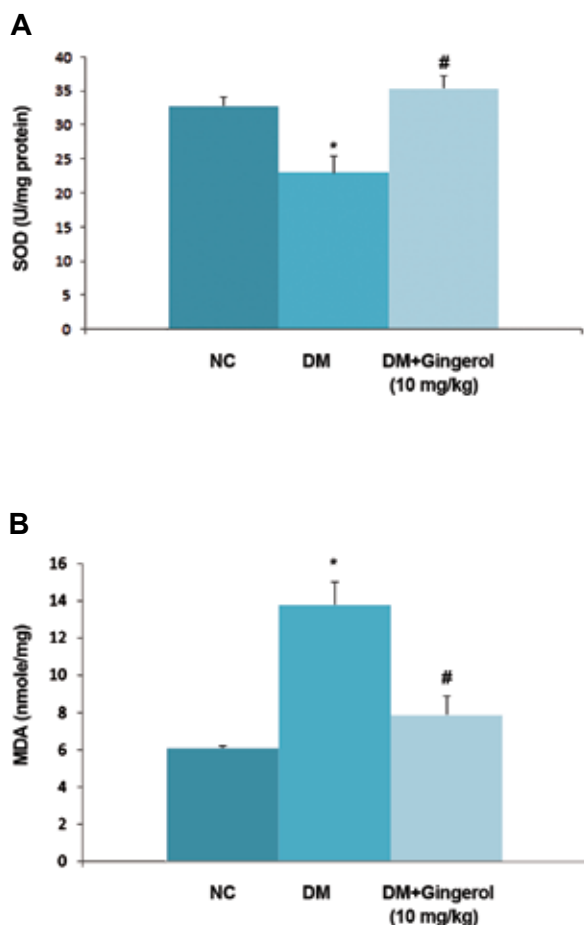 A
SOD (U/mg protein)
40
35
30
25
20
15
10
5
0
*
#
NC DM DM+Gingerol
(10 mg/kg)
B
MDA (nmole/mg)
16
14
12
10
8
6
4
2
0
*
#
NC DM DM+Gingerol
(10 mg/kg)